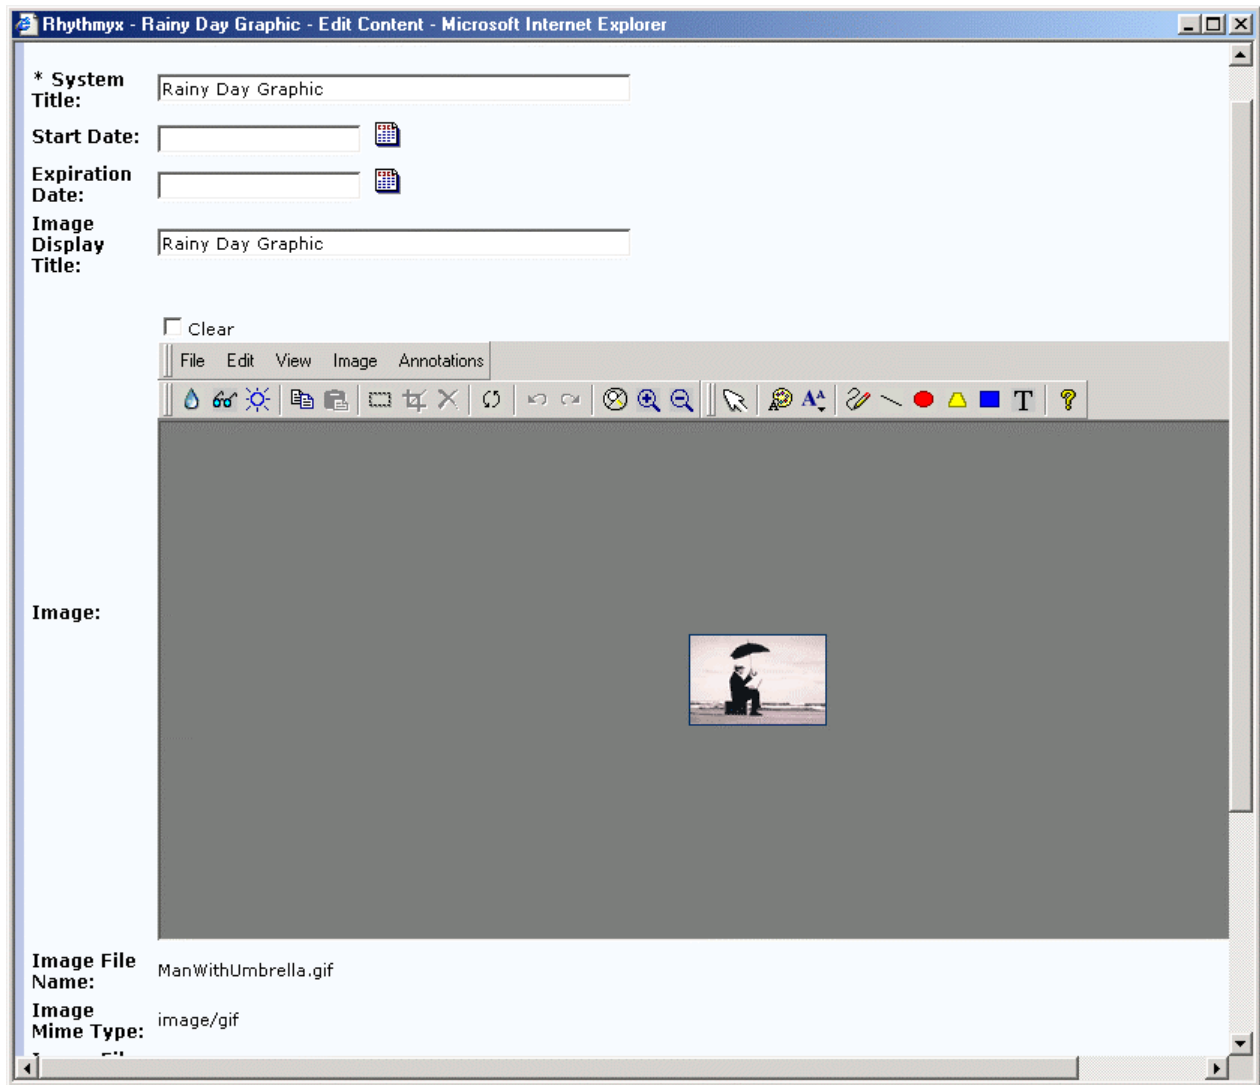 Rhythmyx - Rainy Day Graphic - Edit Content - Microsoft Internet Explorer
* System
Title:
Rainy Day Graphic
Start Date:
Expiration
Date:
Image
Display
Title:
Rainy Day Graphic
Clear
File Edit View Image Annotations
T ?
Image:
Image File
Name:
ManWithUmbrella.gif
Image
Mime Type:
image/gif